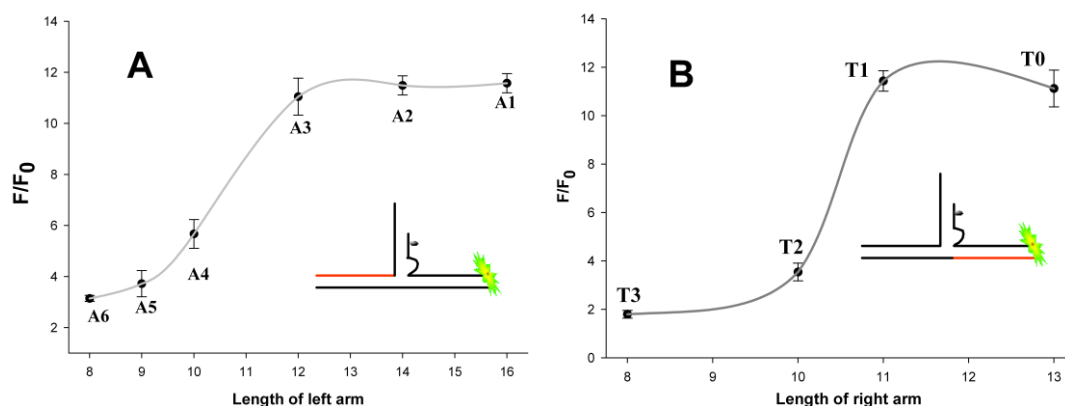 A
F/F0
14
12
10
8
6
4
2
A6
A5
A4
A3
A2
A1
8 9 10 11 12 13 14 15 16
Length of left arm
B
F/F0
14
12
10
8
6
4
2
0
T3
T2
T1
T0
8 9 10 11 12 13
Length of right arm